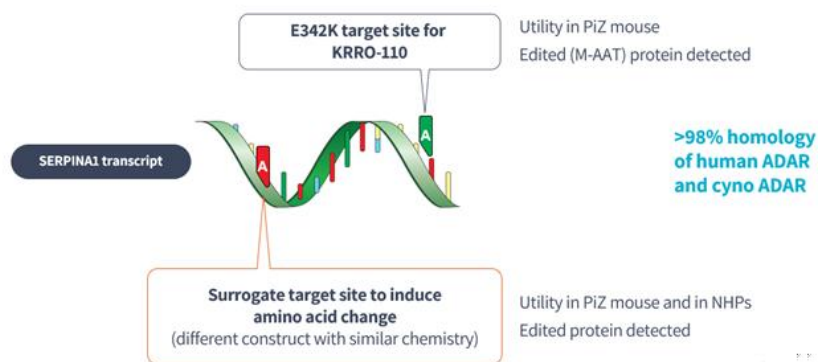 E342K target site for
KRRO-110
Utility in PiZ mouse
Edited (M-AAT) protein detected
A
A
SERPINA1 transcript
>98% homology
of human ADAR
and cyno ADAR
Surrogate target site to induce
amino acid change
(different construct with similar chemistry)
Utility in PiZ mouse and in NHPs
Edited protein detected